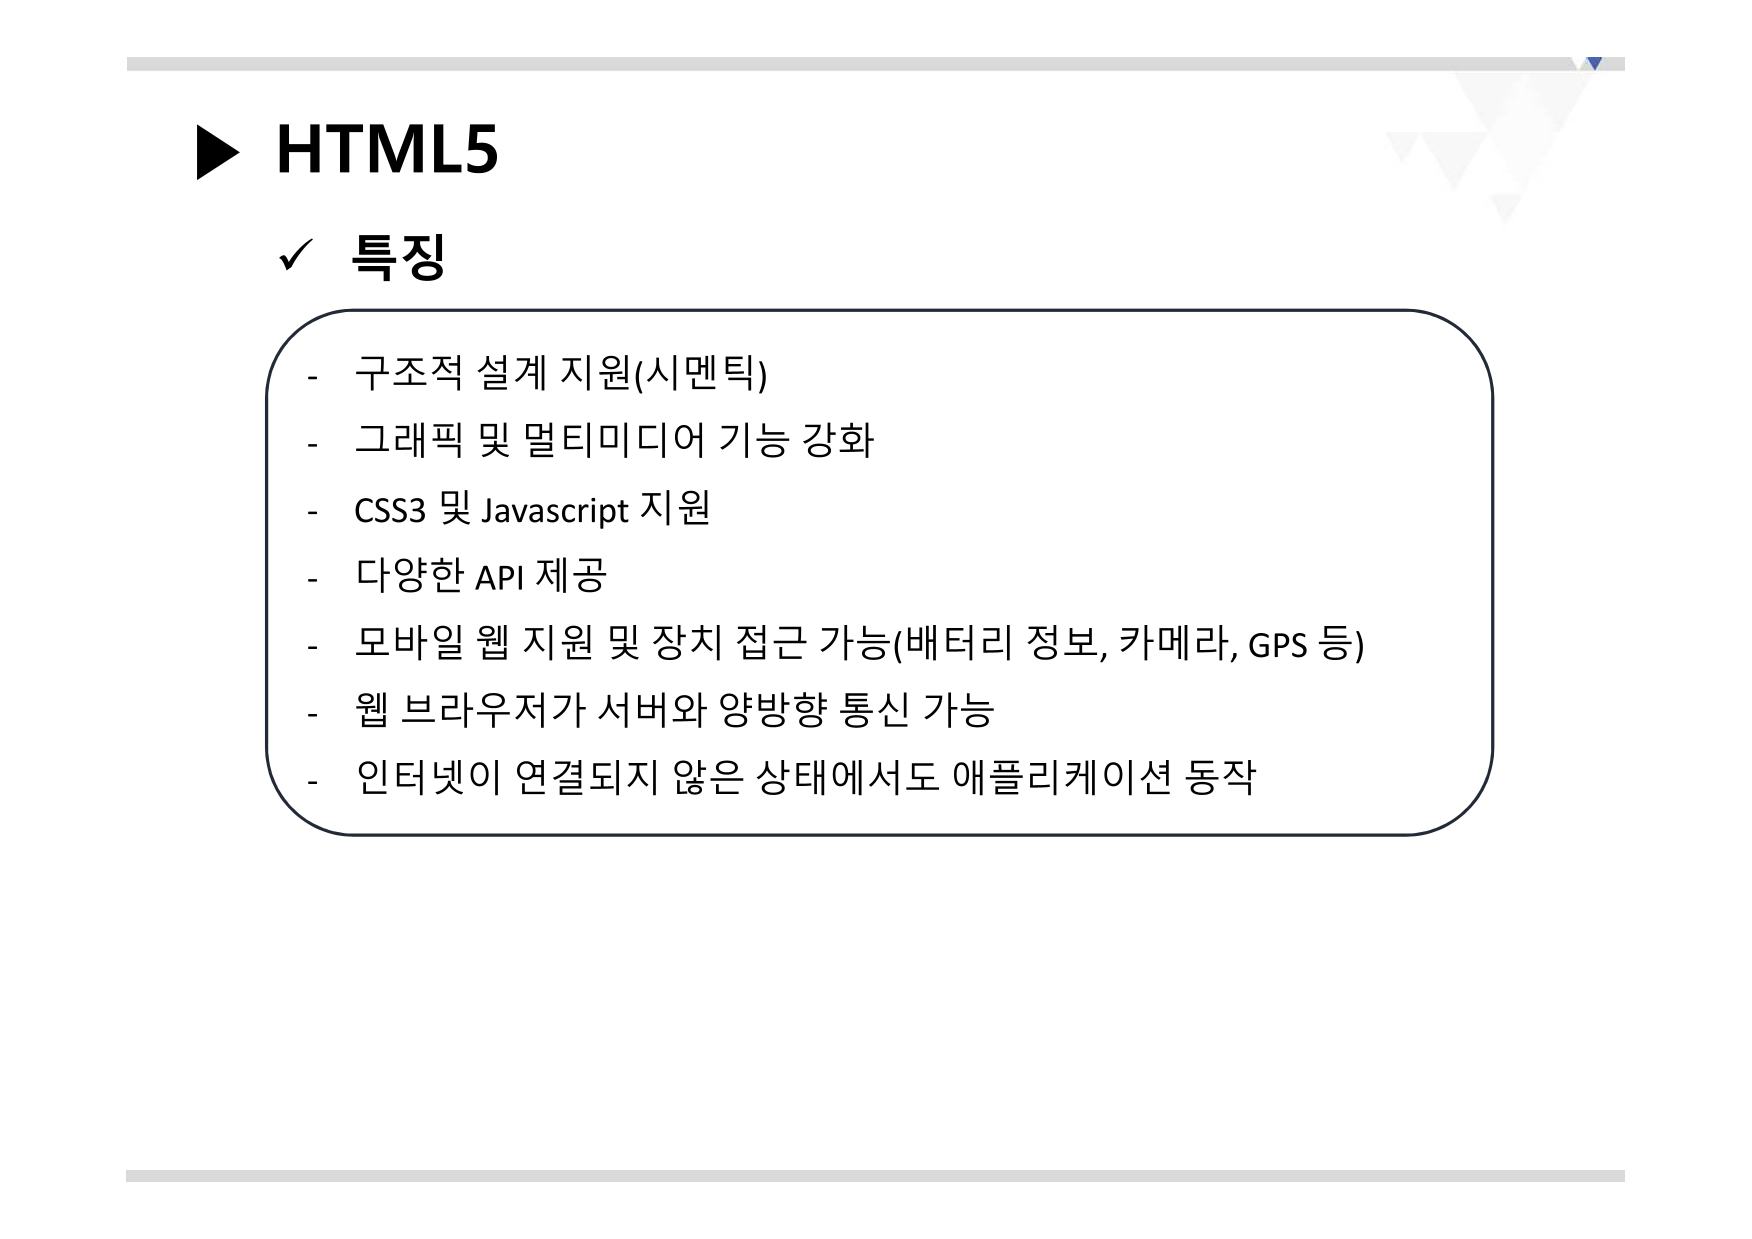 ▶ HTML5
✓ 특징
- 구조적 설계 지원(시멘틱)
- 그래픽 및 멀티미디어 기능 강화
- CSS3 및 Javascript 지원
- 다양한 API 제공
- 모바일 웹 지원 및 장치 접근 가능(배터리 정보, 카메라, GPS 등)
- 웹 브라우저가 서버와 양방향 통신 가능
- 인터넷이 연결되지 않은 상태에서도 애플리케이션 동작